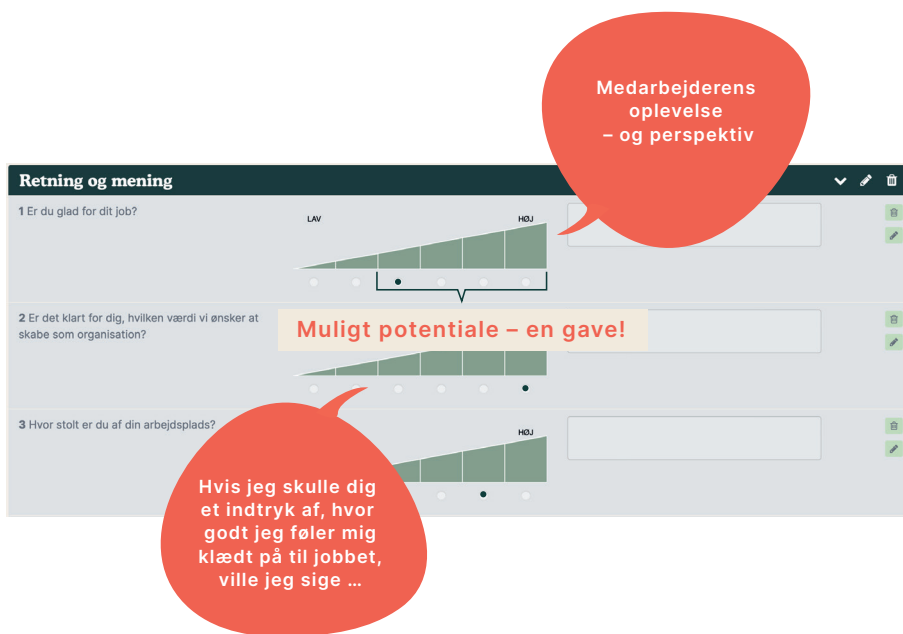 Medarbejderens
oplevelse
– og perspektiv
Retning og mening
1 Er du glad for dit job?
LAV
HØJ
2 Er det klart for dig, hvilken værdi vi ønsker at
skabe som organisation?
Muligt potentiale – en gave!
3 Hvor stolt er du af din arbejdsplads?
HØJ
Hvis jeg skulle dig
et indtryk af, hvor
godt jeg føler mig
klædt på til jobbet,
ville jeg sige ...